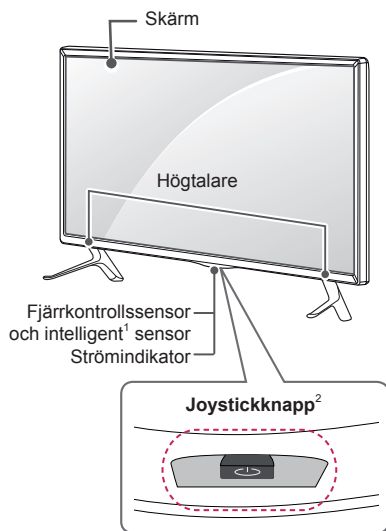 Skärm
Högtalare
Fjärrkontrollssensor
och intelligent¹ sensor
Strömindikator
Joystickknapp²